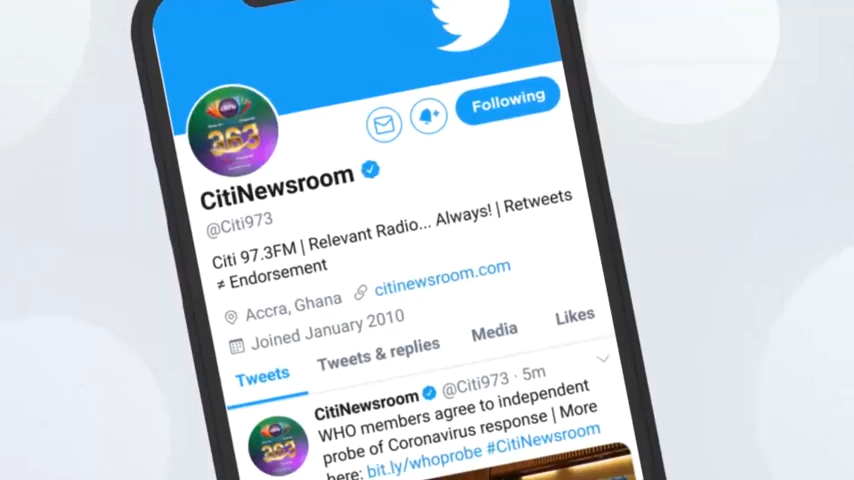 Following
CitiNewsroom
@Citi973
Citi 97.3FM | Relevant Radio... Always! | Retweets
≠ Endorsement
Accra, Ghana citinewsroom.com
Joined January 2010
Tweets Tweets & replies Media Likes
CitiNewsroom @Citi973 · 5m
WHO members agree to independent
probe of Coronavirus response | More
here: bit.ly/whoprobe #CitiNewsroom
363
363